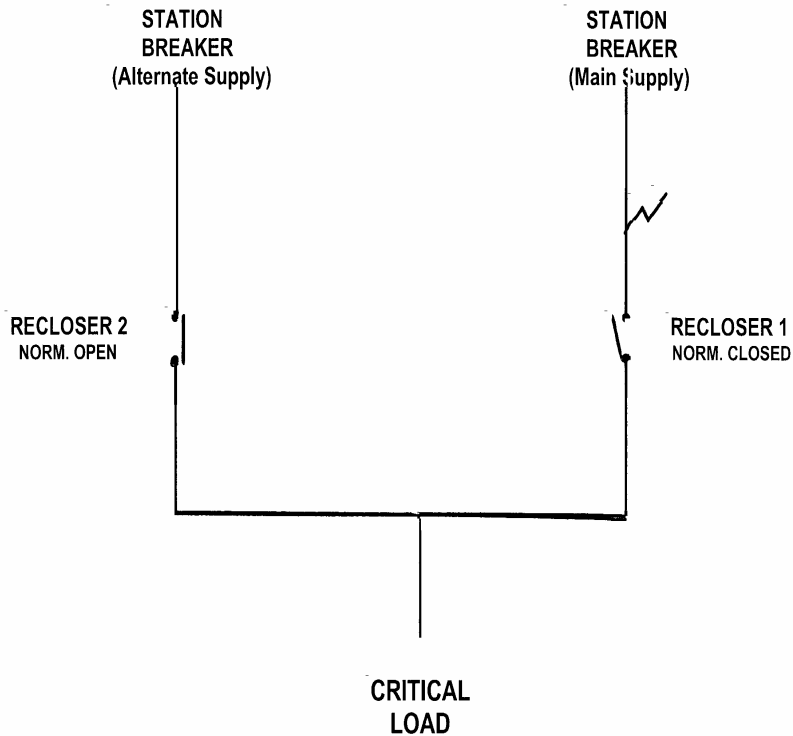 STATION
BREAKER
(Alternate Supply)
STATION
BREAKER
(Main Supply)
RECLOSER 2
NORM. OPEN
RECLOSER 1
NORM. CLOSED
CRITICAL
LOAD